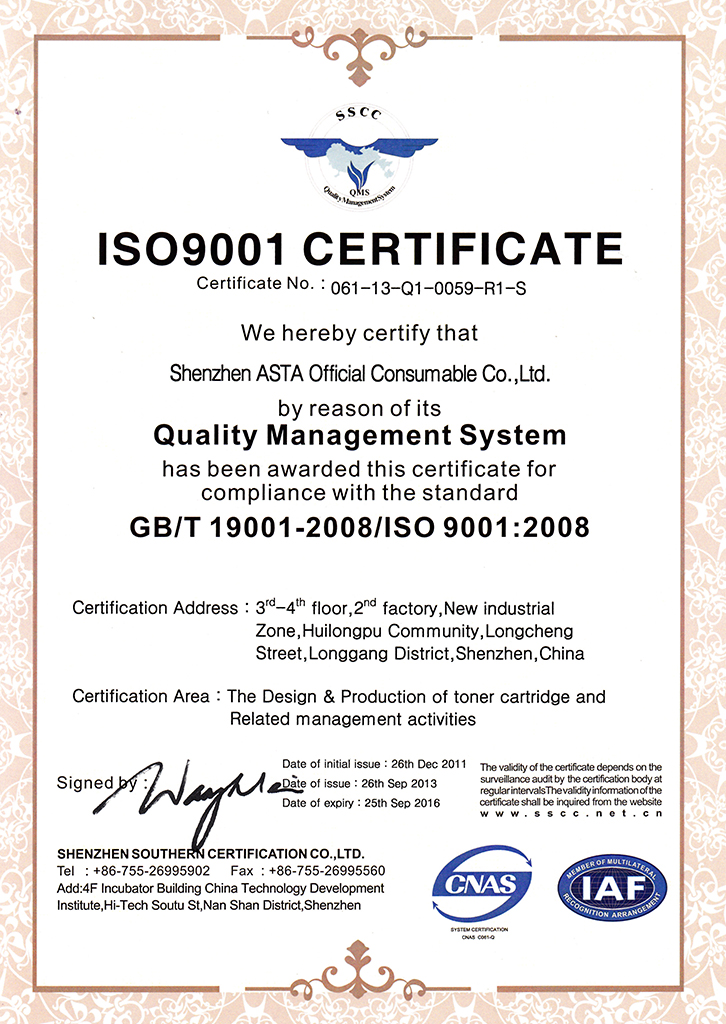 SSCC
QMS
Quality Management System
ISO9001 CERTIFICATE
Certificate No. : 061-13-Q1-0059-R1-S
We hereby certify that
Shenzhen ASTA Official Consumable Co.,Ltd.
by reason of its
Quality Management System
has been awarded this certificate for
compliance with the standard
GB/T 19001-2008/ISO 9001:2008
Certification Address : 3rd-4th floor,2nd factory,New industrial
Zone,Huilongpu Community,Longcheng
Street,Longgang District,Shenzhen,China
Certification Area : The Design & Production of toner cartridge and
Related management activities
Signed by :
Date of initial issue : 26th Dec 2011
Date of issue : 26th Sep 2013
Date of expiry : 25th Sep 2016
The validity of the certificate depends on the
surveillance audit by the certification body at
regular intervals The validity information of the
certificate shall be inquired from the website
www.sscc.net.cn
SHENZHEN SOUTHERN CERTIFICATION CO.,LTD.
Tel : +86-755-26995902 Fax : +86-755-26995560
Add:4F Incubator Building China Technology Development
Institute,Hi-Tech Soutu St,Nan Shan District,Shenzhen
CNAS
SYSTEM CERTIFICATION
CNAS C061-Q
MEMBER OF MULTILATERAL
IAF
RECOGNITION ARRANGEMENT